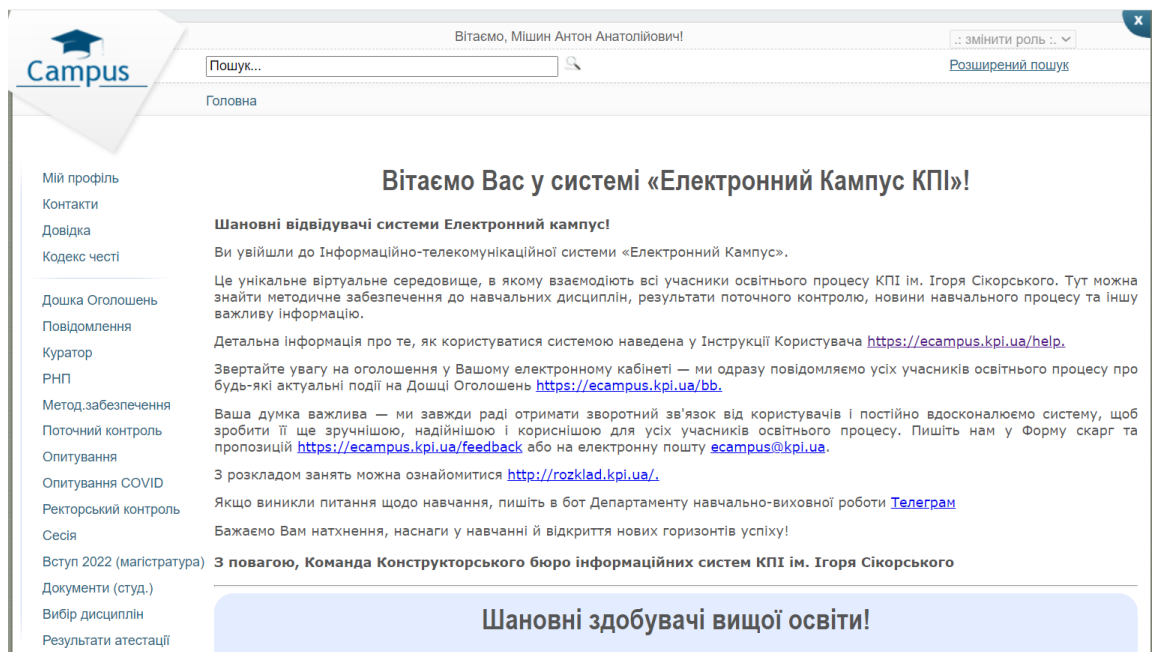 x
Вітаємо, Мішин Антон Анатолійович!
.: змінити роль :.
Campus
Пошук...
Розширений пошук
Головна
Мій профіль
Контакти
Довідка
Кодекс честі
Дошка Оголошень
Повідомлення
Куратор
РНП
Метод.забезпечення
Поточний контроль
Опитування
Опитування COVID
Ректорський контроль
Сесія
Вступ 2022 (магістратура)
Документи (студ.)
Вибір дисциплін
Результати атестації
Вітаємо Вас у системі «Електронний Кампус КПІ»!
Шановні відвідувачі системи Електронний кампус!
Ви увійшли до Інформаційно-телекомунікаційної системи «Електронний Кампус».
Це унікальне віртуальне середовище, в якому взаємодіють всі учасники освітнього процесу КПІ ім. Ігоря Сікорського. Тут можна
знайти методичне забезпечення до навчальних дисциплін, результати поточного контролю, новини навчального процесу та іншу
важливу інформацію.
Детальна інформація про те, як користуватися системою наведена у Інструкції Користувача https://ecampus.kpi.ua/help.
Звертайте увагу на оголошення у Вашому електронному кабінеті — ми одразу повідомляємо усіх учасників освітнього процесу про
будь-які актуальні події на Дошці Оголошень https://ecampus.kpi.ua/bb.
Ваша думка важлива — ми завжди раді отримати зворотний зв'язок від користувачів і постійно вдосконалюємо систему, щоб
зробити її ще зручнішою, надійнішою і кориснішою для усіх учасників освітнього процесу. Пишіть нам у Форму скарг та
пропозицій https://ecampus.kpi.ua/feedback або на електронну пошту ecampus@kpi.ua.
З розкладом занять можна ознайомитися http://rozklad.kpi.ua/.
Якщо виникли питання щодо навчання, пишіть в бот Департаменту навчально-виховної роботи Телеграм
Бажаємо Вам натхнення, наснаги у навчанні й відкриття нових горизонтів успіху!
З повагою, Команда Конструкторського бюро інформаційних систем КПІ ім. Ігоря Сікорського
Шановні здобувачі вищої освіти!